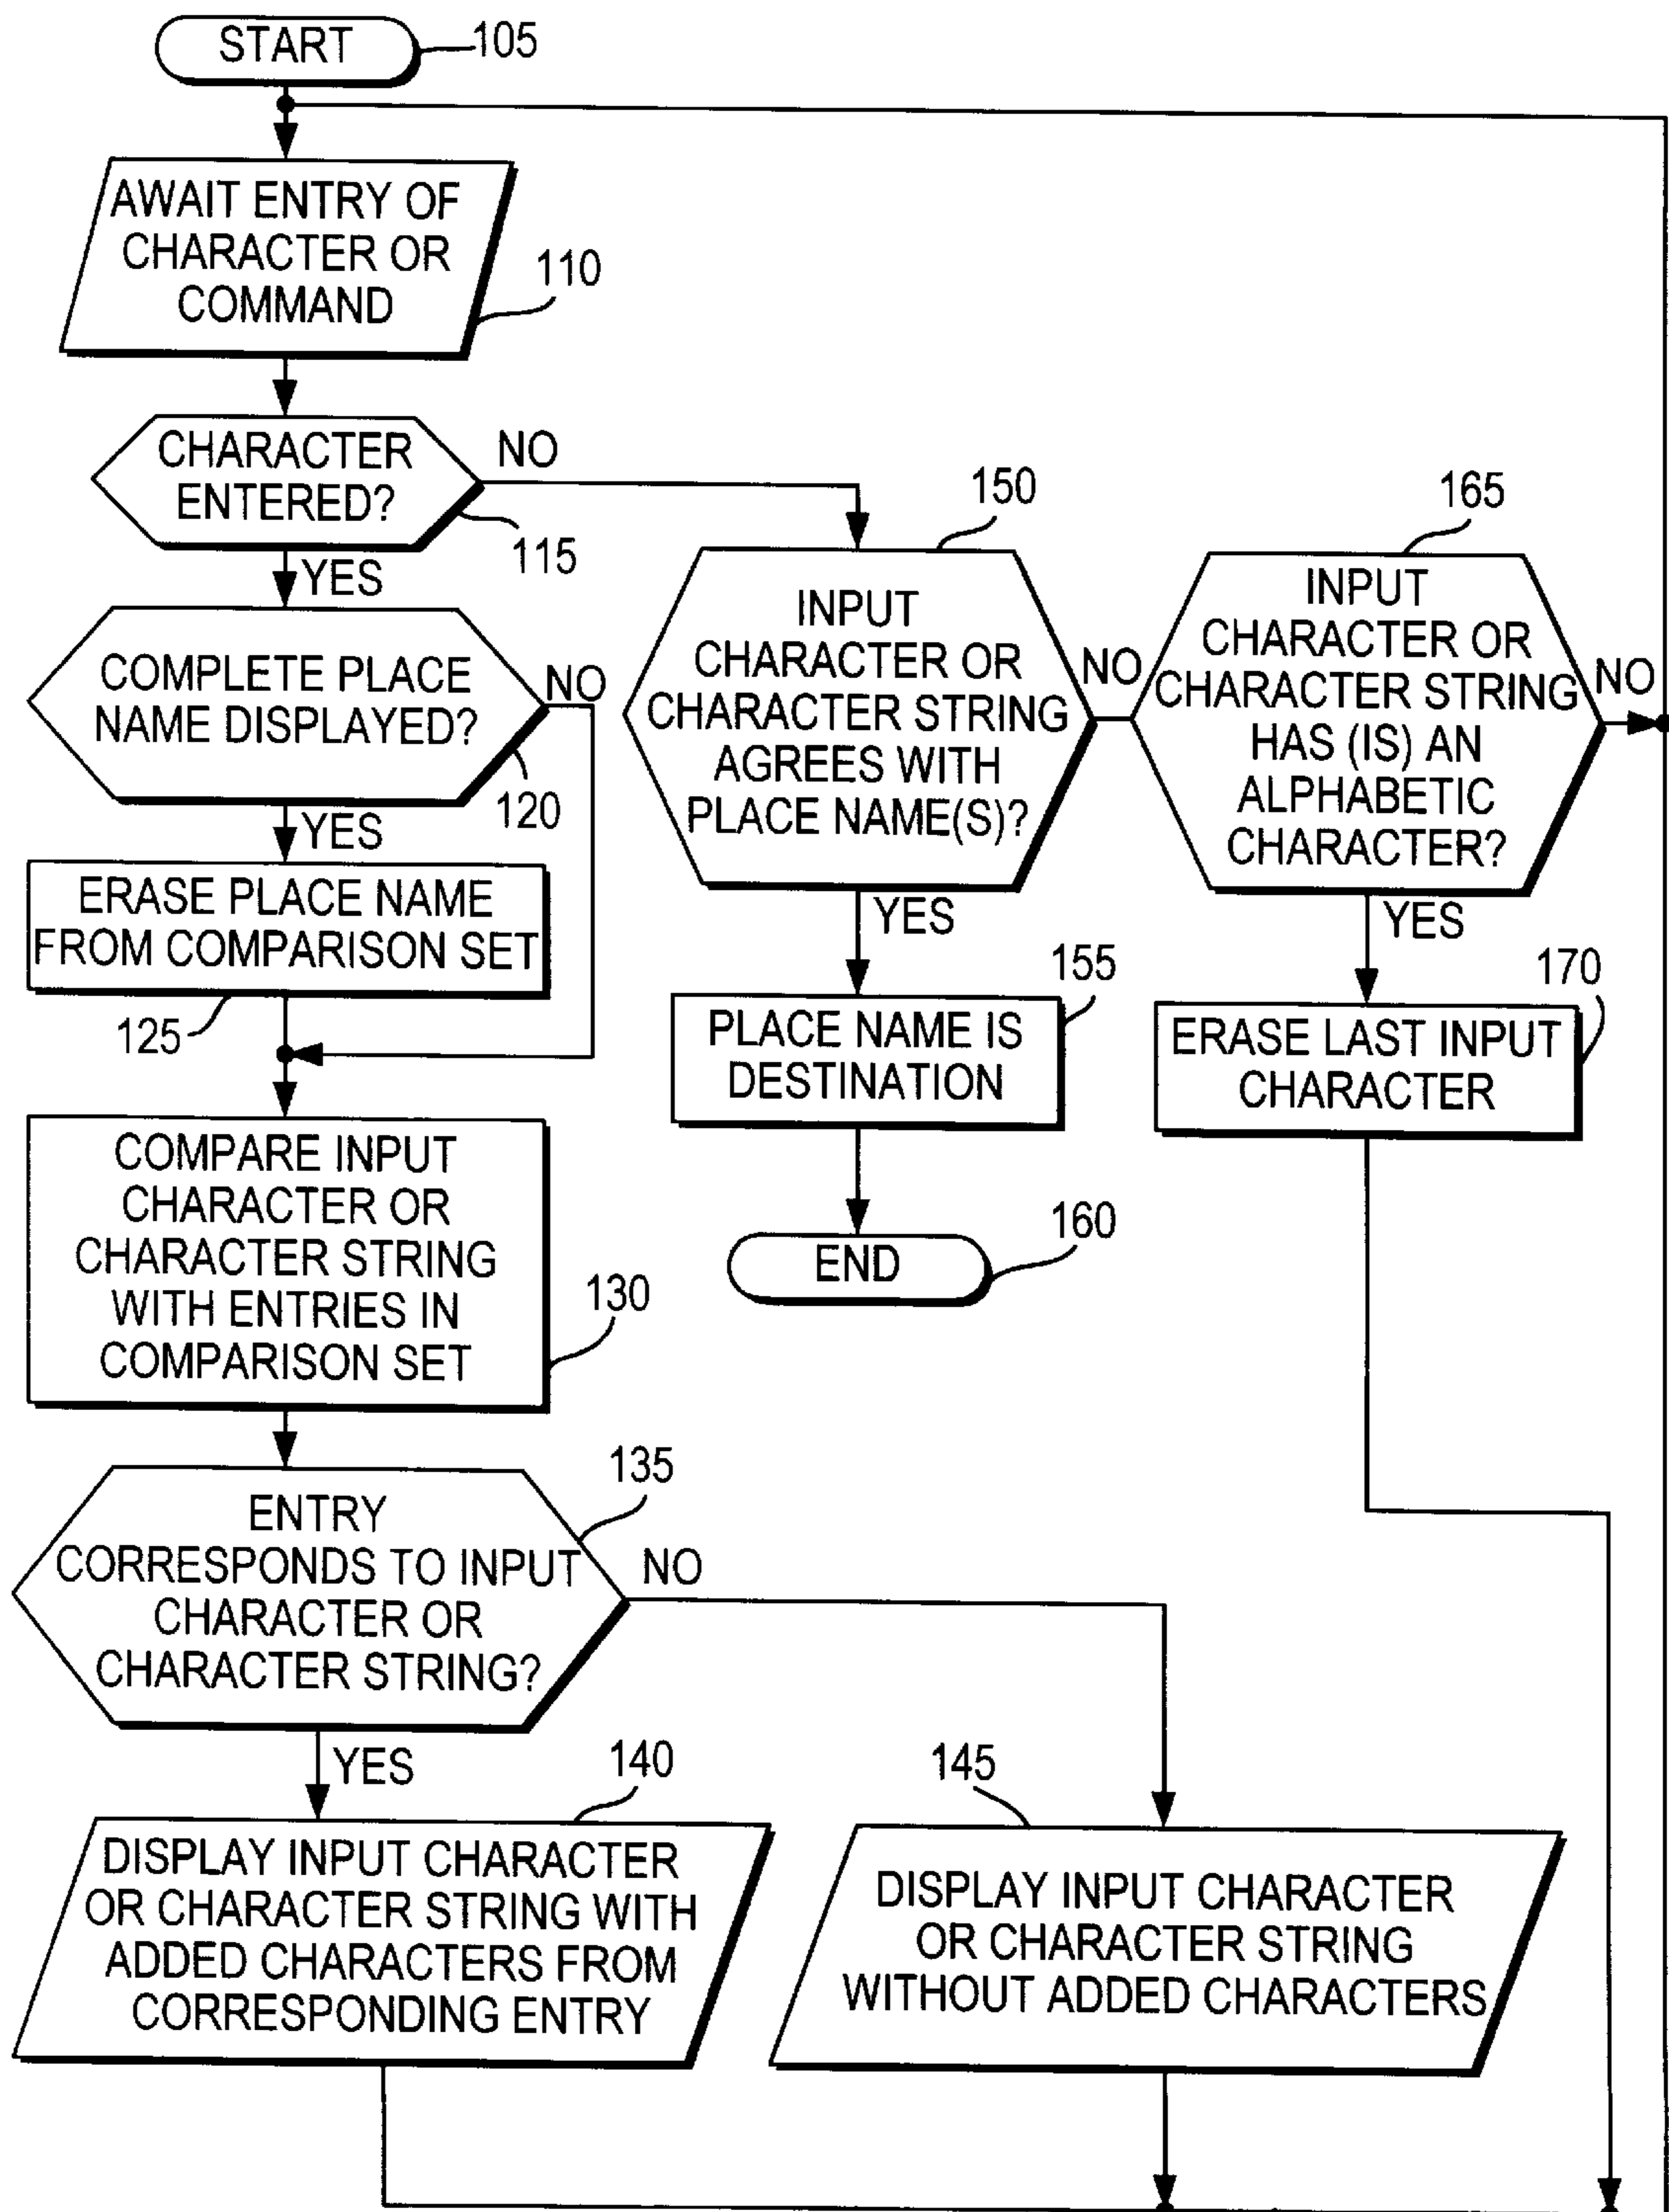 START
105
AWAIT ENTRY OF
CHARACTER OR
COMMAND
110
CHARACTER
ENTERED?
NO
115
YES
COMPLETE PLACE
NAME DISPLAYED?
NO
120
YES
ERASE PLACE NAME
FROM COMPARISON SET
125
COMPARE INPUT
CHARACTER OR
CHARACTER STRING
WITH ENTRIES IN
COMPARISON SET
130
ENTRY
CORRESPONDS TO INPUT
CHARACTER OR
CHARACTER STRING?
135
NO
YES
140
DISPLAY INPUT CHARACTER
OR CHARACTER STRING WITH
ADDED CHARACTERS FROM
CORRESPONDING ENTRY
145
DISPLAY INPUT CHARACTER
OR CHARACTER STRING
WITHOUT ADDED CHARACTERS
150
INPUT
CHARACTER OR
CHARACTER STRING
AGREES WITH
PLACE NAME(S)?
NO
YES
155
PLACE NAME IS
DESTINATION
160
END
165
INPUT
CHARACTER OR
CHARACTER STRING
HAS (IS) AN
ALPHABETIC
CHARACTER?
NO
YES
170
ERASE LAST INPUT
CHARACTER